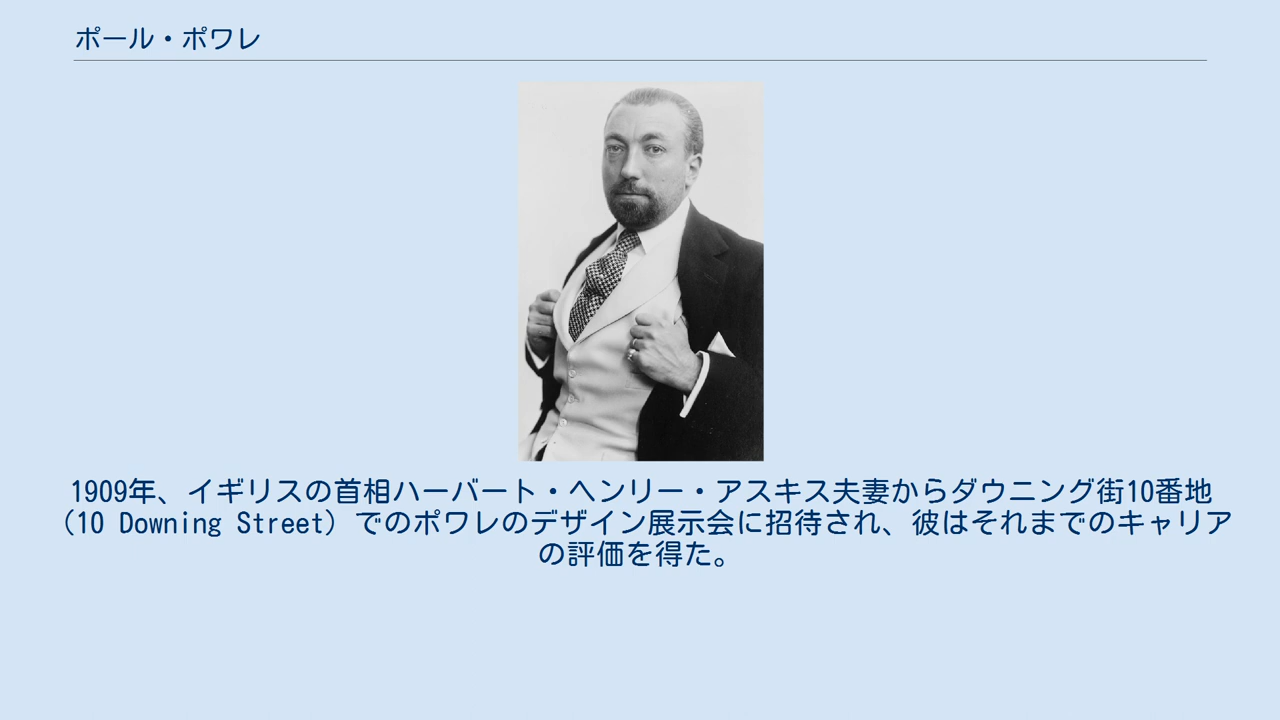 ポール・ポワレ
1909年、イギリスの首相ハーバート・ヘンリー・アスキス夫妻からダウニング街10番地
（10 Downing Street）でのポワレのデザイン展示会に招待され、彼はそれまでのキャリア
の評価を得た。